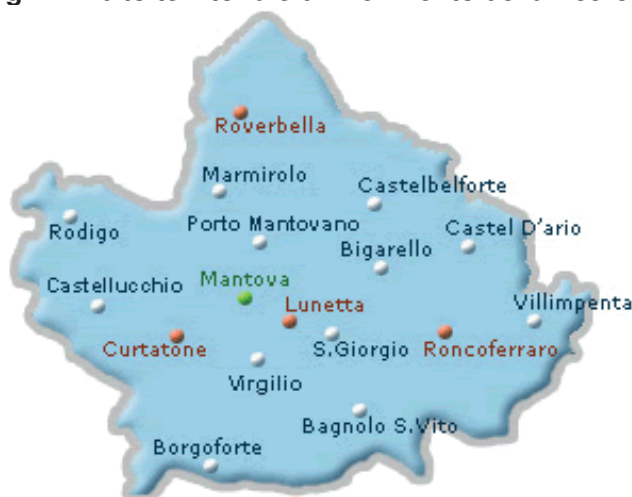 Roverbella
Marmirolo
Castelbelforte
Rodigo
Porto Mantovano
Castel D'ario
Bigarello
Castellucchio
Mantova
Lunetta
Villimpenta
Curtatone
S.Giorgio
Roncoferraro
Virgilio
Bagnolo S.Vito
Borgoforte